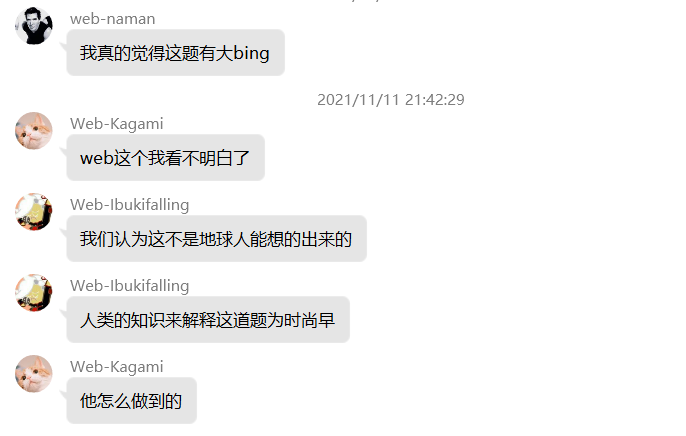 web-naman
我真的觉得这题有大bing
2021/11/11 21:42:29
Web-Kagami
web这个我看不明白了
Web-Ibukifalling
我们认为这不是地球人能想的出来的
Web-Ibukifalling
人类的知识来解释这道题为时尚早
Web-Kagami
他怎么做到的